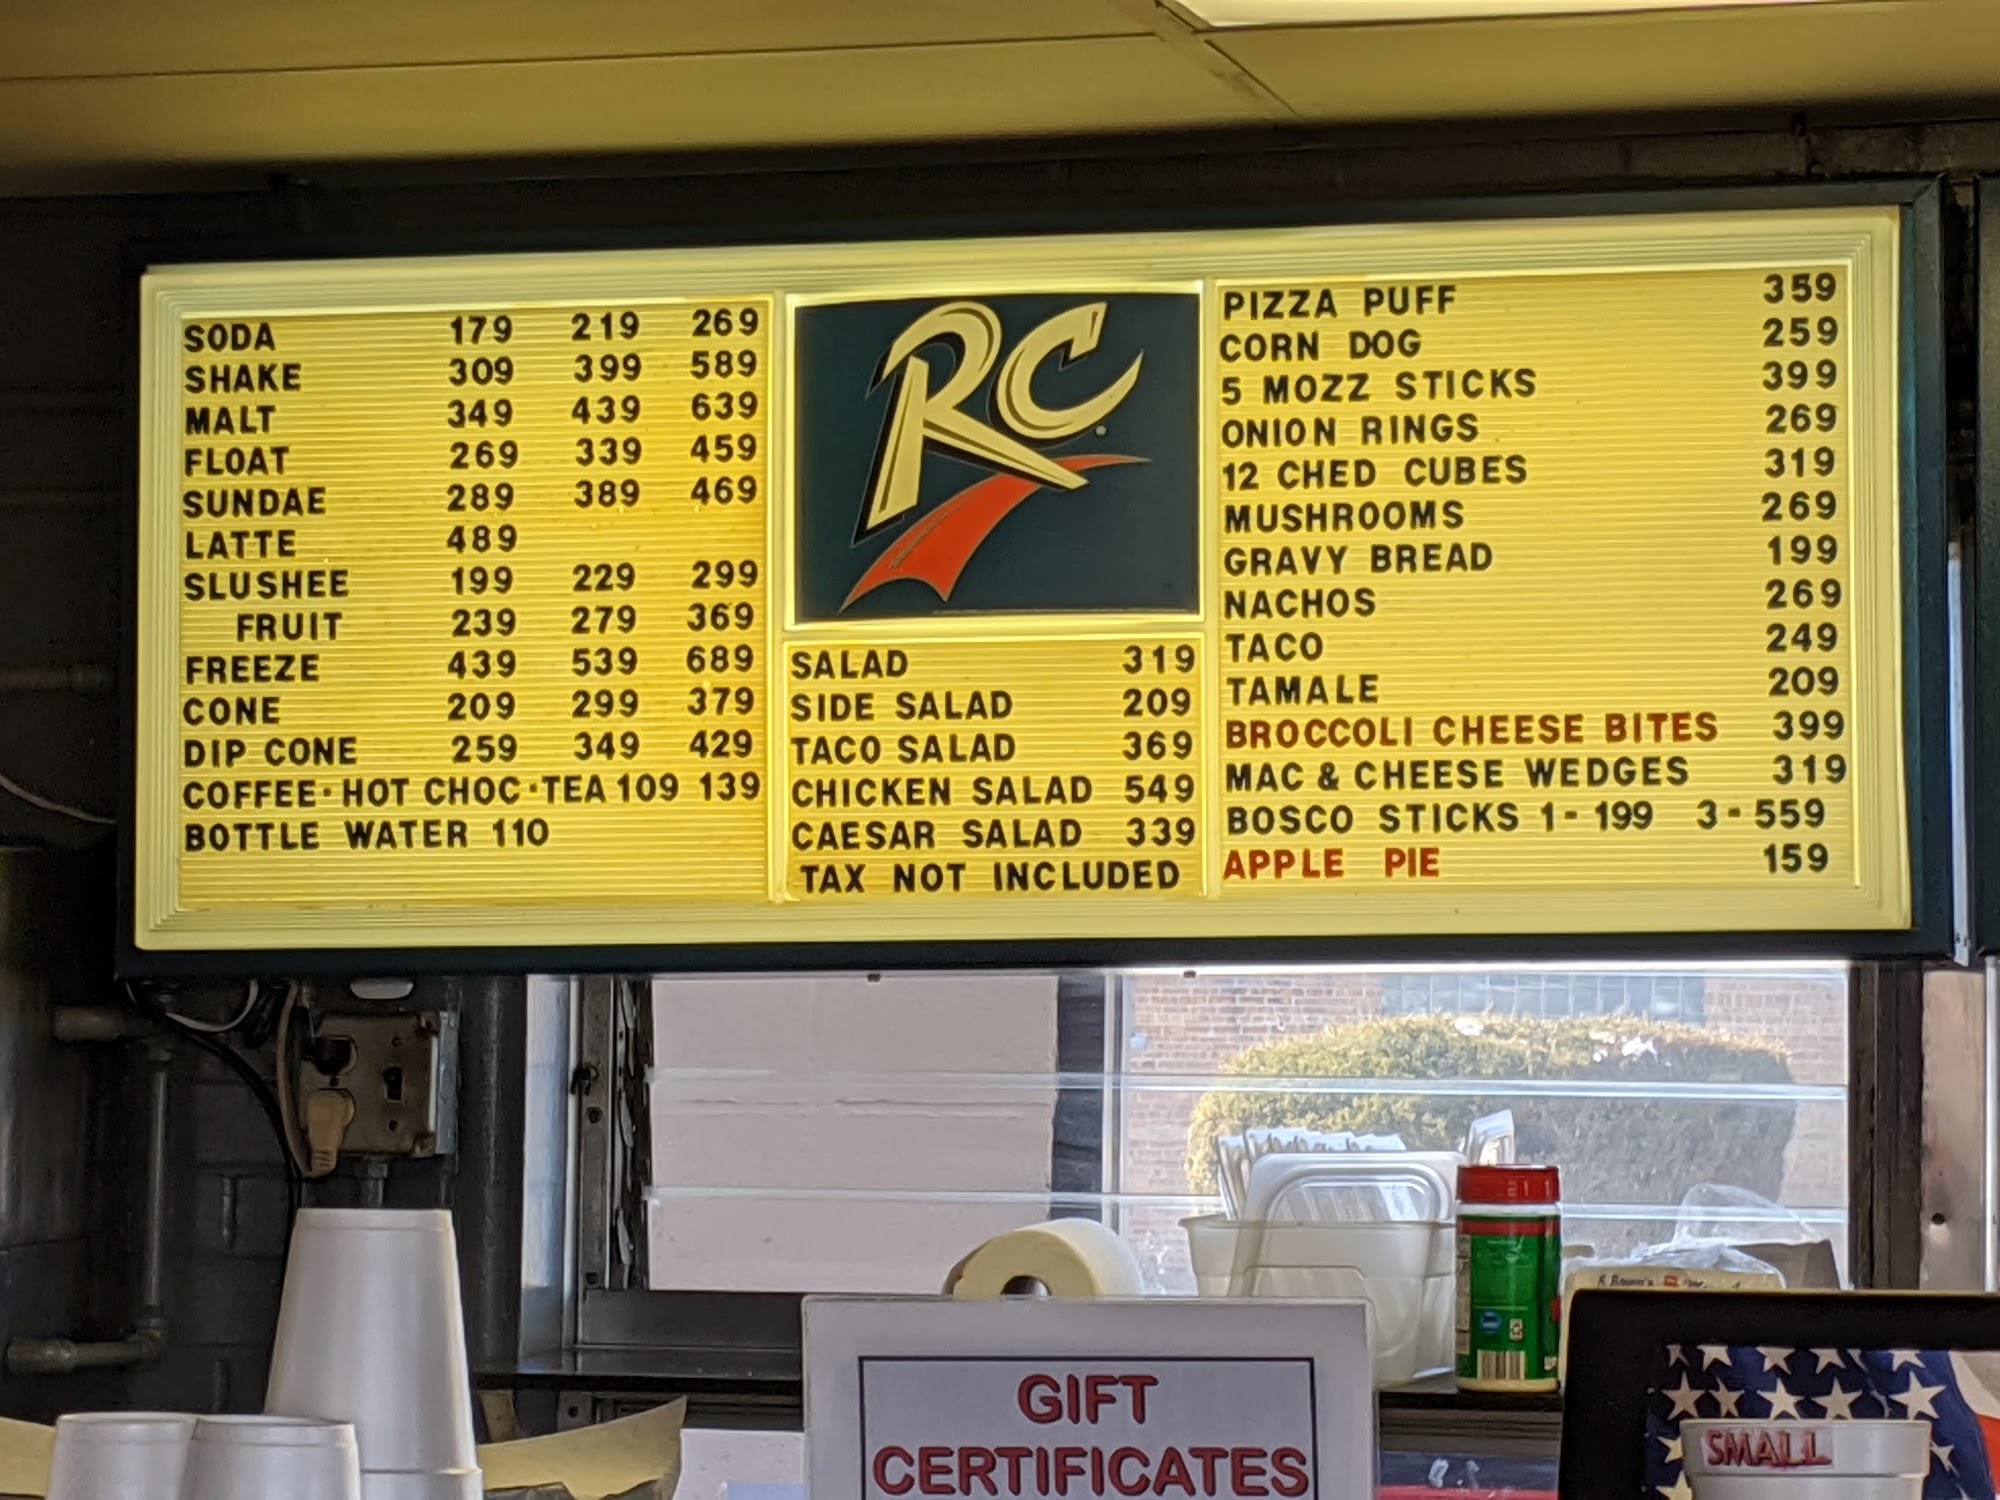 SODA 179 219 269
SHAKE 309 399 589
MALT 349 439 639
FLOAT 269 339 459
SUNDAE 289 389 469
LATTE 489
SLUSHEE 199 229 299
FRUIT 239 279 369
FREEZE 439 539 689
CONE 209 299 379
DIP CONE 259 349 429
COFFEE·HOT CHOC·TEA 109 139
BOTTLE WATER 110
RC
SALAD 319
SIDE SALAD 209
TACO SALAD 369
CHICKEN SALAD 549
CAESAR SALAD 339
TAX NOT INCLUDED
PIZZA PUFF 359
CORN DOG 259
5 MOZZ STICKS 399
ONION RINGS 269
12 CHED CUBES 319
MUSHROOMS 269
GRAVY BREAD 199
NACHOS 269
TACO 249
TAMALE 209
BROCCOLI CHEESE BITES 399
MAC & CHEESE WEDGES 319
BOSCO STICKS 1-199 3-559
APPLE PIE 159
GIFT
CERTIFICATES
SMALL